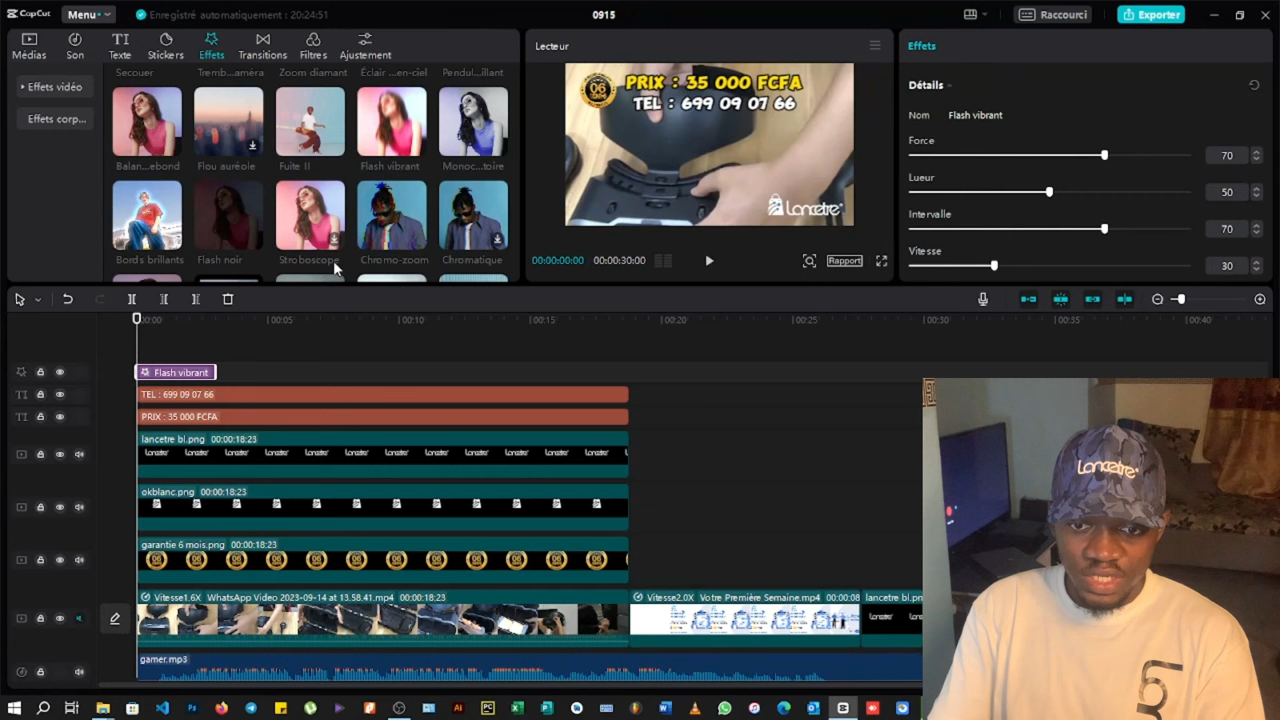 CapCut
Menu
Enregistré automatiquement : 20:24:51
0915
Raccourci
Exporter
Médias
Son
Texte
Stickers
Effets
Transitions
Filtres
Ajustement
Effets vidéo
Effets corp...
Secouer
Tremb...améra
Zoom diamant
Éclair ...en-ciel
Pendul...illant
Balan...ebond
Flou auréole
Fuite II
Flash vibrant
Monoc...toire
Bords brillants
Flash noir
Stroboscope
Chromo-zoom
Chromatique
Lecteur
06
PRIX : 35 000 FCFA
TEL : 699 09 07 66
Lancetre
00:00:00:00
00:00:30:00
Rapport
Effets
Détails
Nom
Flash vibrant
Force
70
Lueur
50
Intervalle
70
Vitesse
30
00:00
00:05
00:10
00:15
00:20
00:25
00:30
00:35
00:40
Flash vibrant
TEL : 699 09 07 66
PRIX : 35 000 FCFA
lancetre bl.png 00:00:18:23
okblanc.png 00:00:18:23
garantie 6 mois.png 00:00:18:23
Vitesse1.6X WhatsApp Video 2023-09-14 at 13.58.41.mp4 00:00:18:23
Vitesse2.0X Votre Première Semaine.mp4 00:00:08
lancetre bl.pn
gamer.mp3
Lancetre